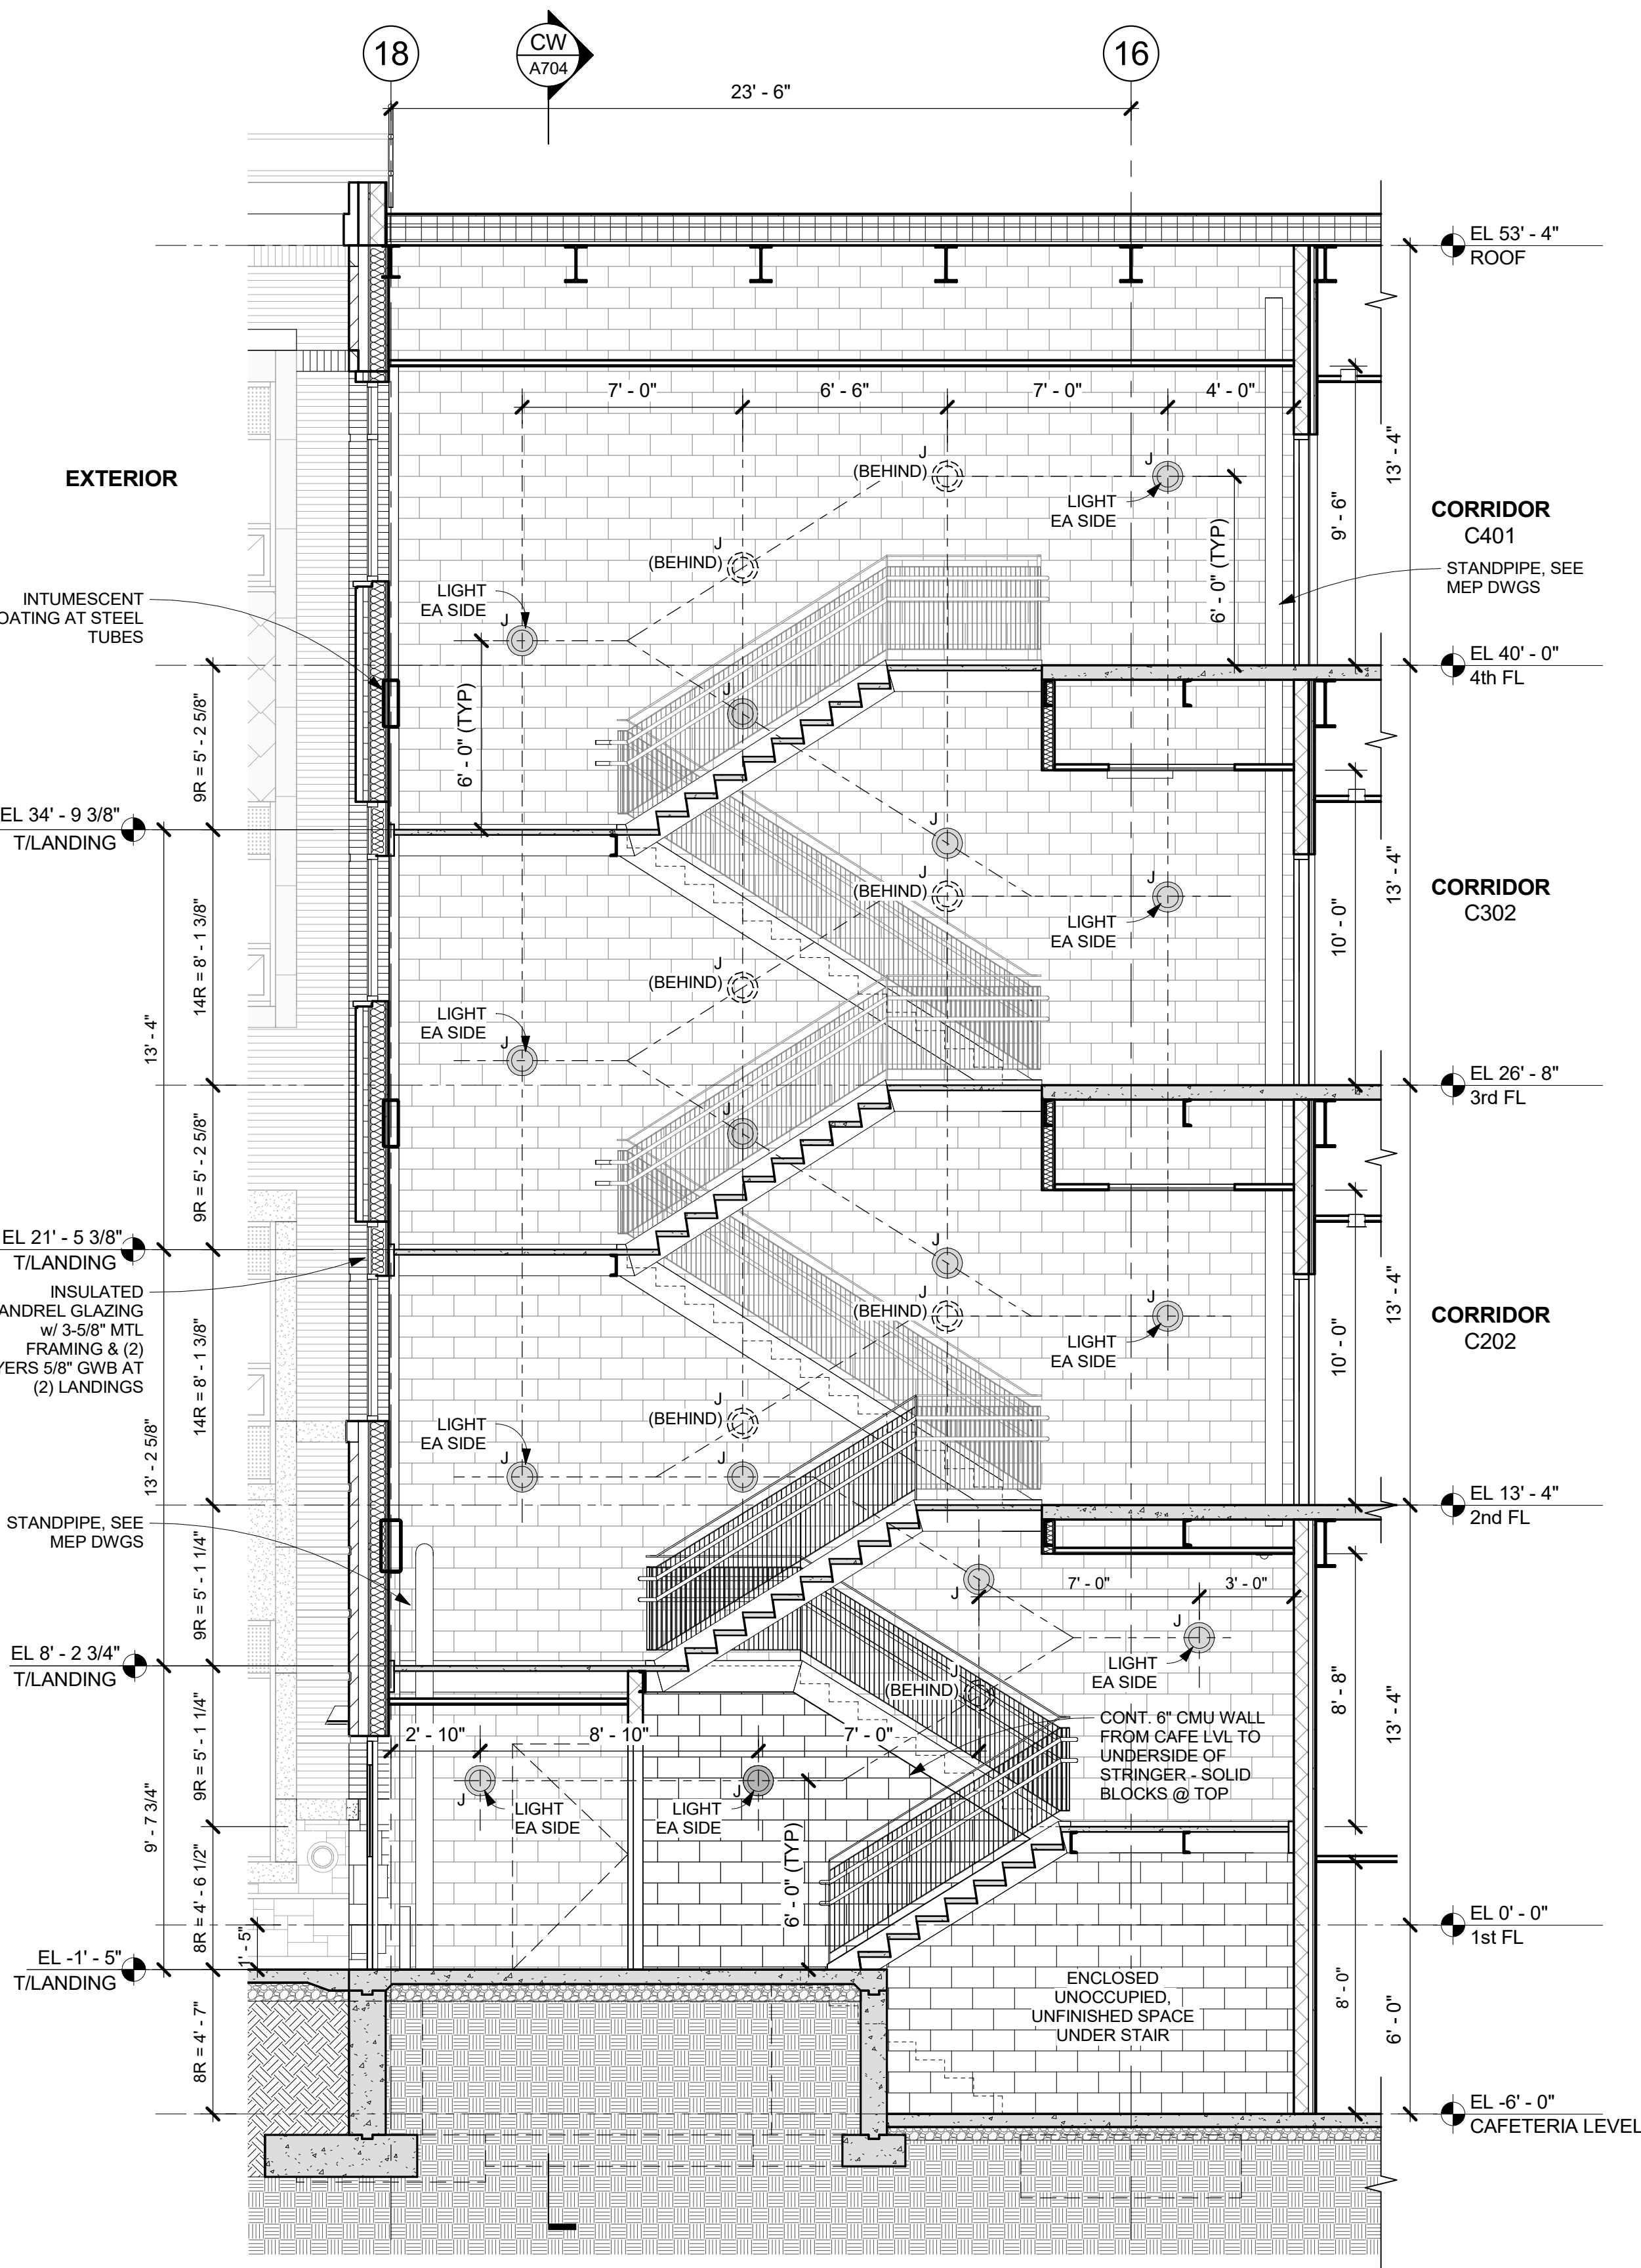 18
CW
A704
16
23' - 6"
EL 53' - 4"
ROOF
7' - 0"
6' - 6"
7' - 0"
4' - 0"
13' - 4"
EXTERIOR
J
(BEHIND)
J
LIGHT
EA SIDE
9' - 6"
CORRIDOR
C401
6' - 0" (TYP)
J
(BEHIND)
STANDPIPE, SEE
MEP DWGS
LIGHT
EA SIDE
J
INTUMESCENT
OATING AT STEEL
TUBES
EL 40' - 0"
4th FL
9R = 5' - 2 5/8"
6' - 0" (TYP)
J
EL 34' - 9 3/8"
T/LANDING
J
13' - 4"
J
(BEHIND)
J
LIGHT
EA SIDE
10' - 0"
CORRIDOR
C302
14R = 8' - 1 3/8"
J
(BEHIND)
13' - 4"
LIGHT
EA SIDE
J
EL 26' - 8"
3rd FL
J
9R = 5' - 2 5/8"
EL 21' - 5 3/8"
T/LANDING
J
INSULATED
ANDREL GLAZING
w/ 3-5/8" MTL
FRAMING & (2)
YERS 5/8" GWB AT
(2) LANDINGS
13' - 4"
J
(BEHIND)
J
LIGHT
EA SIDE
10' - 0"
CORRIDOR
C202
14R = 8' - 1 3/8"
J
(BEHIND)
13' - 2 5/8"
LIGHT
EA SIDE
J
J
EL 13' - 4"
2nd FL
STANDPIPE, SEE
MEP DWGS
9R = 5' - 1 1/4"
J
7' - 0"
3' - 0"
J
LIGHT
EA SIDE
EL 8' - 2 3/4"
T/LANDING
J
(BEHIND)
8' - 8"
13' - 4"
CONT. 6" CMU WALL
FROM CAFE LVL TO
UNDERSIDE OF
STRINGER - SOLID
BLOCKS @ TOP
2' - 10"
8' - 10"
7' - 0"
9R = 5' - 1 1/4"
J
LIGHT
EA SIDE
J
LIGHT
EA SIDE
9' - 7 3/4"
6' - 0" (TYP)
8R = 4' - 6 1/2"
EL 0' - 0"
1st FL
1' - 5"
EL -1' - 5"
T/LANDING
ENCLOSED
UNOCCUPIED,
UNFINISHED SPACE
UNDER STAIR
8' - 0"
6' - 0"
8R = 4' - 7"
EL -6' - 0"
CAFETERIA LEVEL